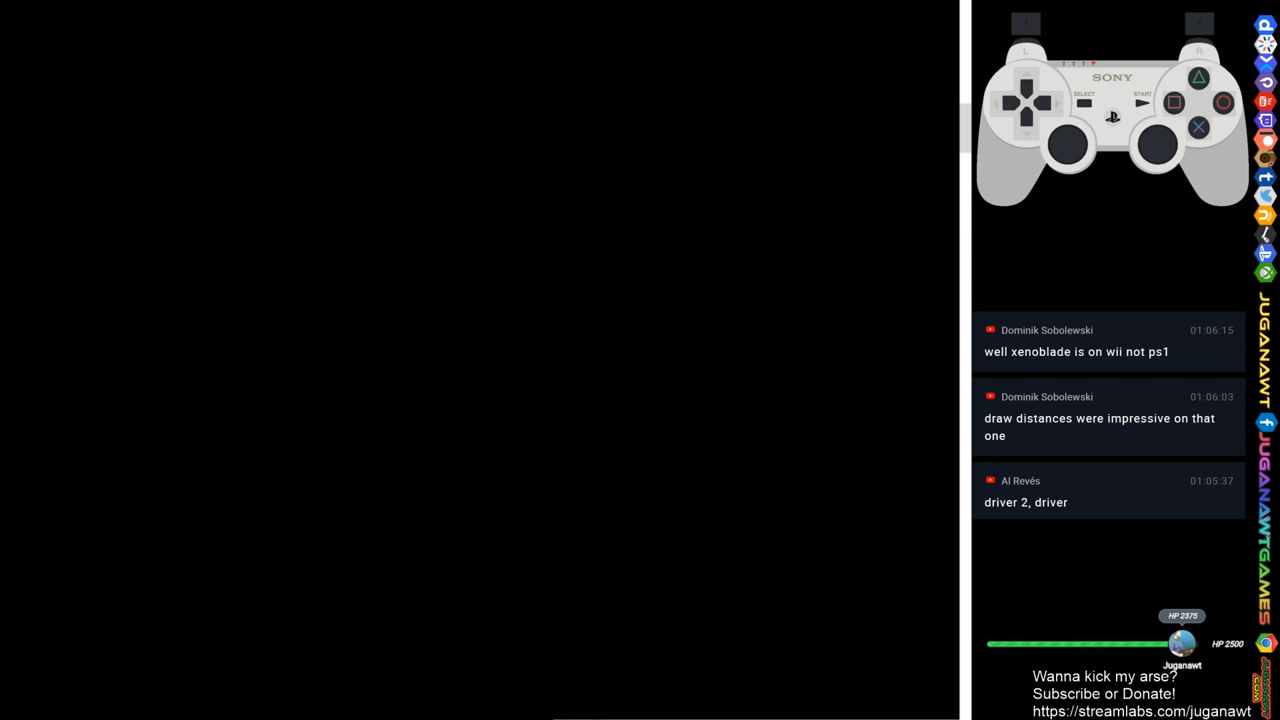 L
R
SONY
SELECT
START
Dominik Sobolewski
01:06:15
well xenoblade is on wii not ps1
Dominik Sobolewski
01:06:03
draw distances were impressive on that
one
Al Revés
01:05:37
driver 2, driver
HP 2375
HP 2500
Juganawt
Wanna kick my arse?
Subscribe or Donate!
https://streamlabs.com/juganawt
JUGANAWT
JUGANAWTGAMES
JUGANAWT
.COM